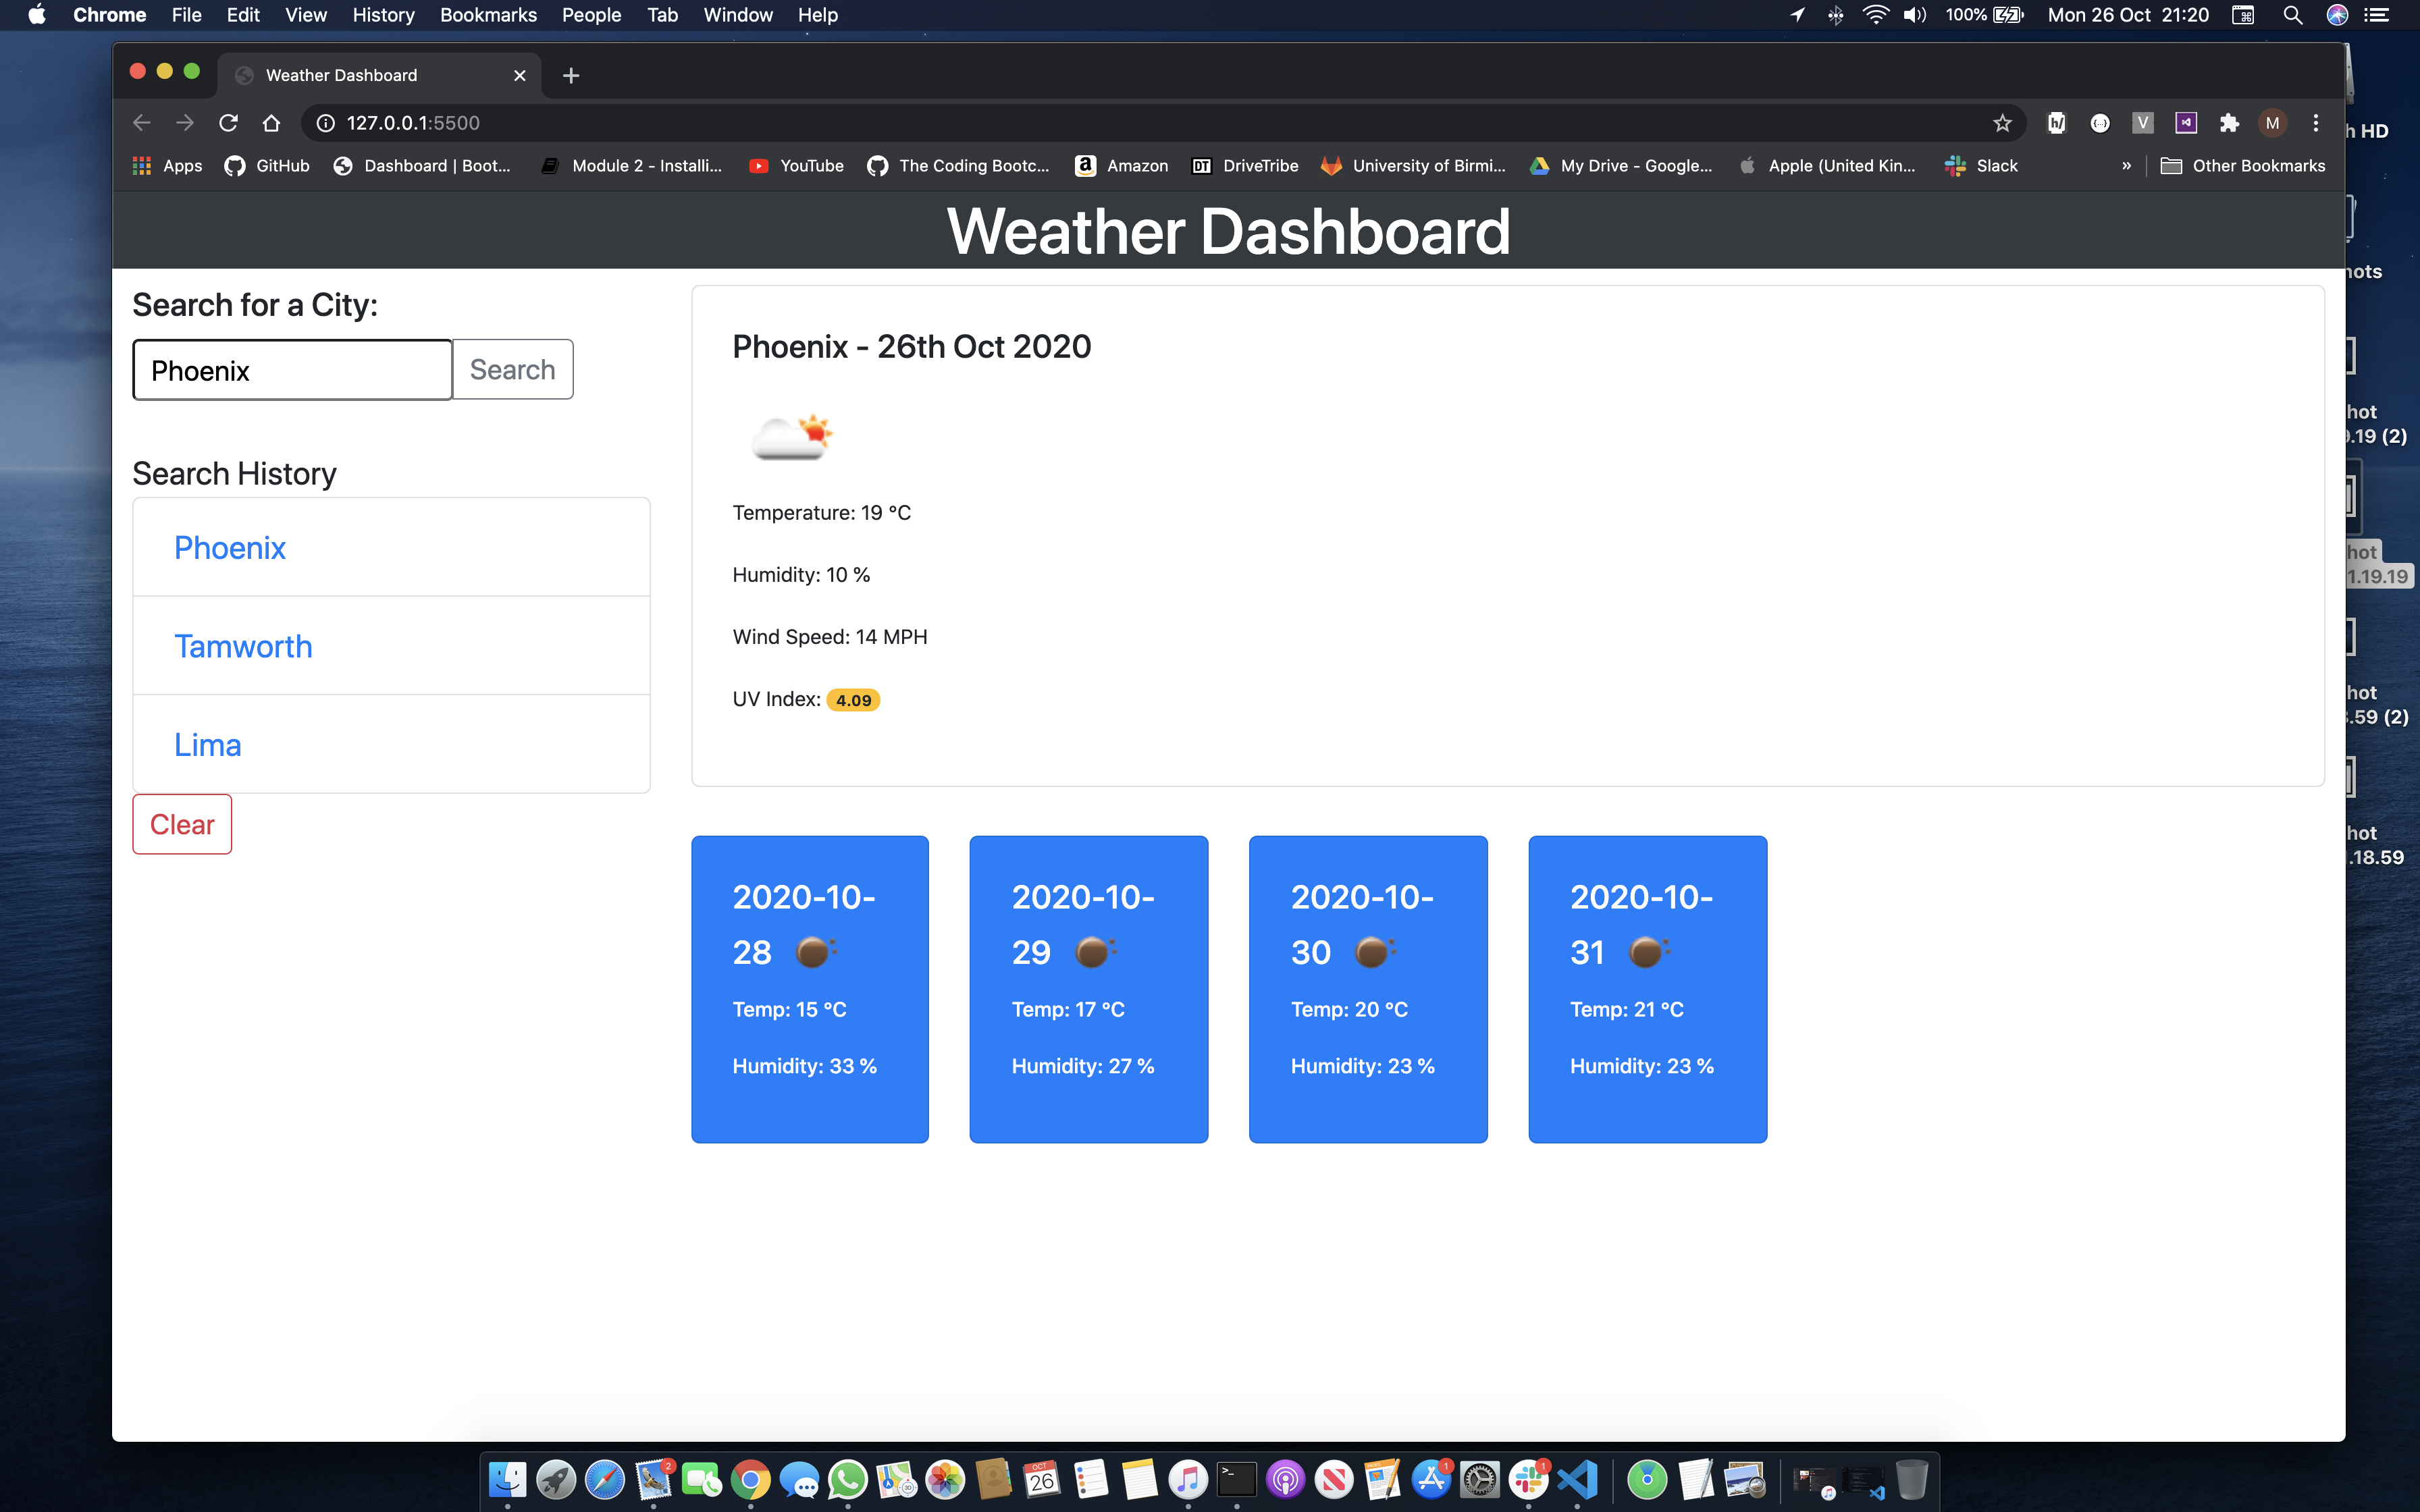 Chrome File Edit View History Bookmarks People Tab Window Help 100% Mon 26 Oct 21:20
Weather Dashboard
127.0.0.1:5500
Apps GitHub Dashboard | Boot... Module 2 - Installi... YouTube The Coding Bootc... Amazon DriveTribe University of Birmi... My Drive - Google... Apple (United Kin... Slack » Other Bookmarks
Weather Dashboard
Search for a City:
Phoenix Search
Search History
Phoenix
Tamworth
Lima
Clear
Phoenix - 26th Oct 2020
Temperature: 19 °C
Humidity: 10 %
Wind Speed: 14 MPH
UV Index: 4.09
2020-10-
28
Temp: 15 °C
Humidity: 33 %
2020-10-
29
Temp: 17 °C
Humidity: 27 %
2020-10-
30
Temp: 20 °C
Humidity: 23 %
2020-10-
31
Temp: 21 °C
Humidity: 23 %
h HD
hots
hot
9.19 (2)
hot
1.19.19
hot
.59 (2)
hot
.18.59
OCT
26